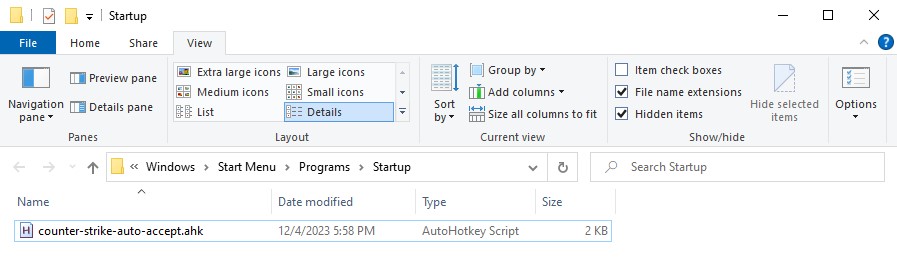 Startup
File Home Share View
Navigation pane
Preview pane
Details pane
Panes
Extra large icons Large icons
Medium icons Small icons
List Details
Layout
Sort by
Group by
Add columns
Size all columns to fit
Current view
Item check boxes
File name extensions
Hidden items
Hide selected items
Show/hide
Options
« Windows > Start Menu > Programs > Startup
Search Startup
Name Date modified Type Size
counter-strike-auto-accept.ahk 12/4/2023 5:58 PM AutoHotkey Script 2 KB